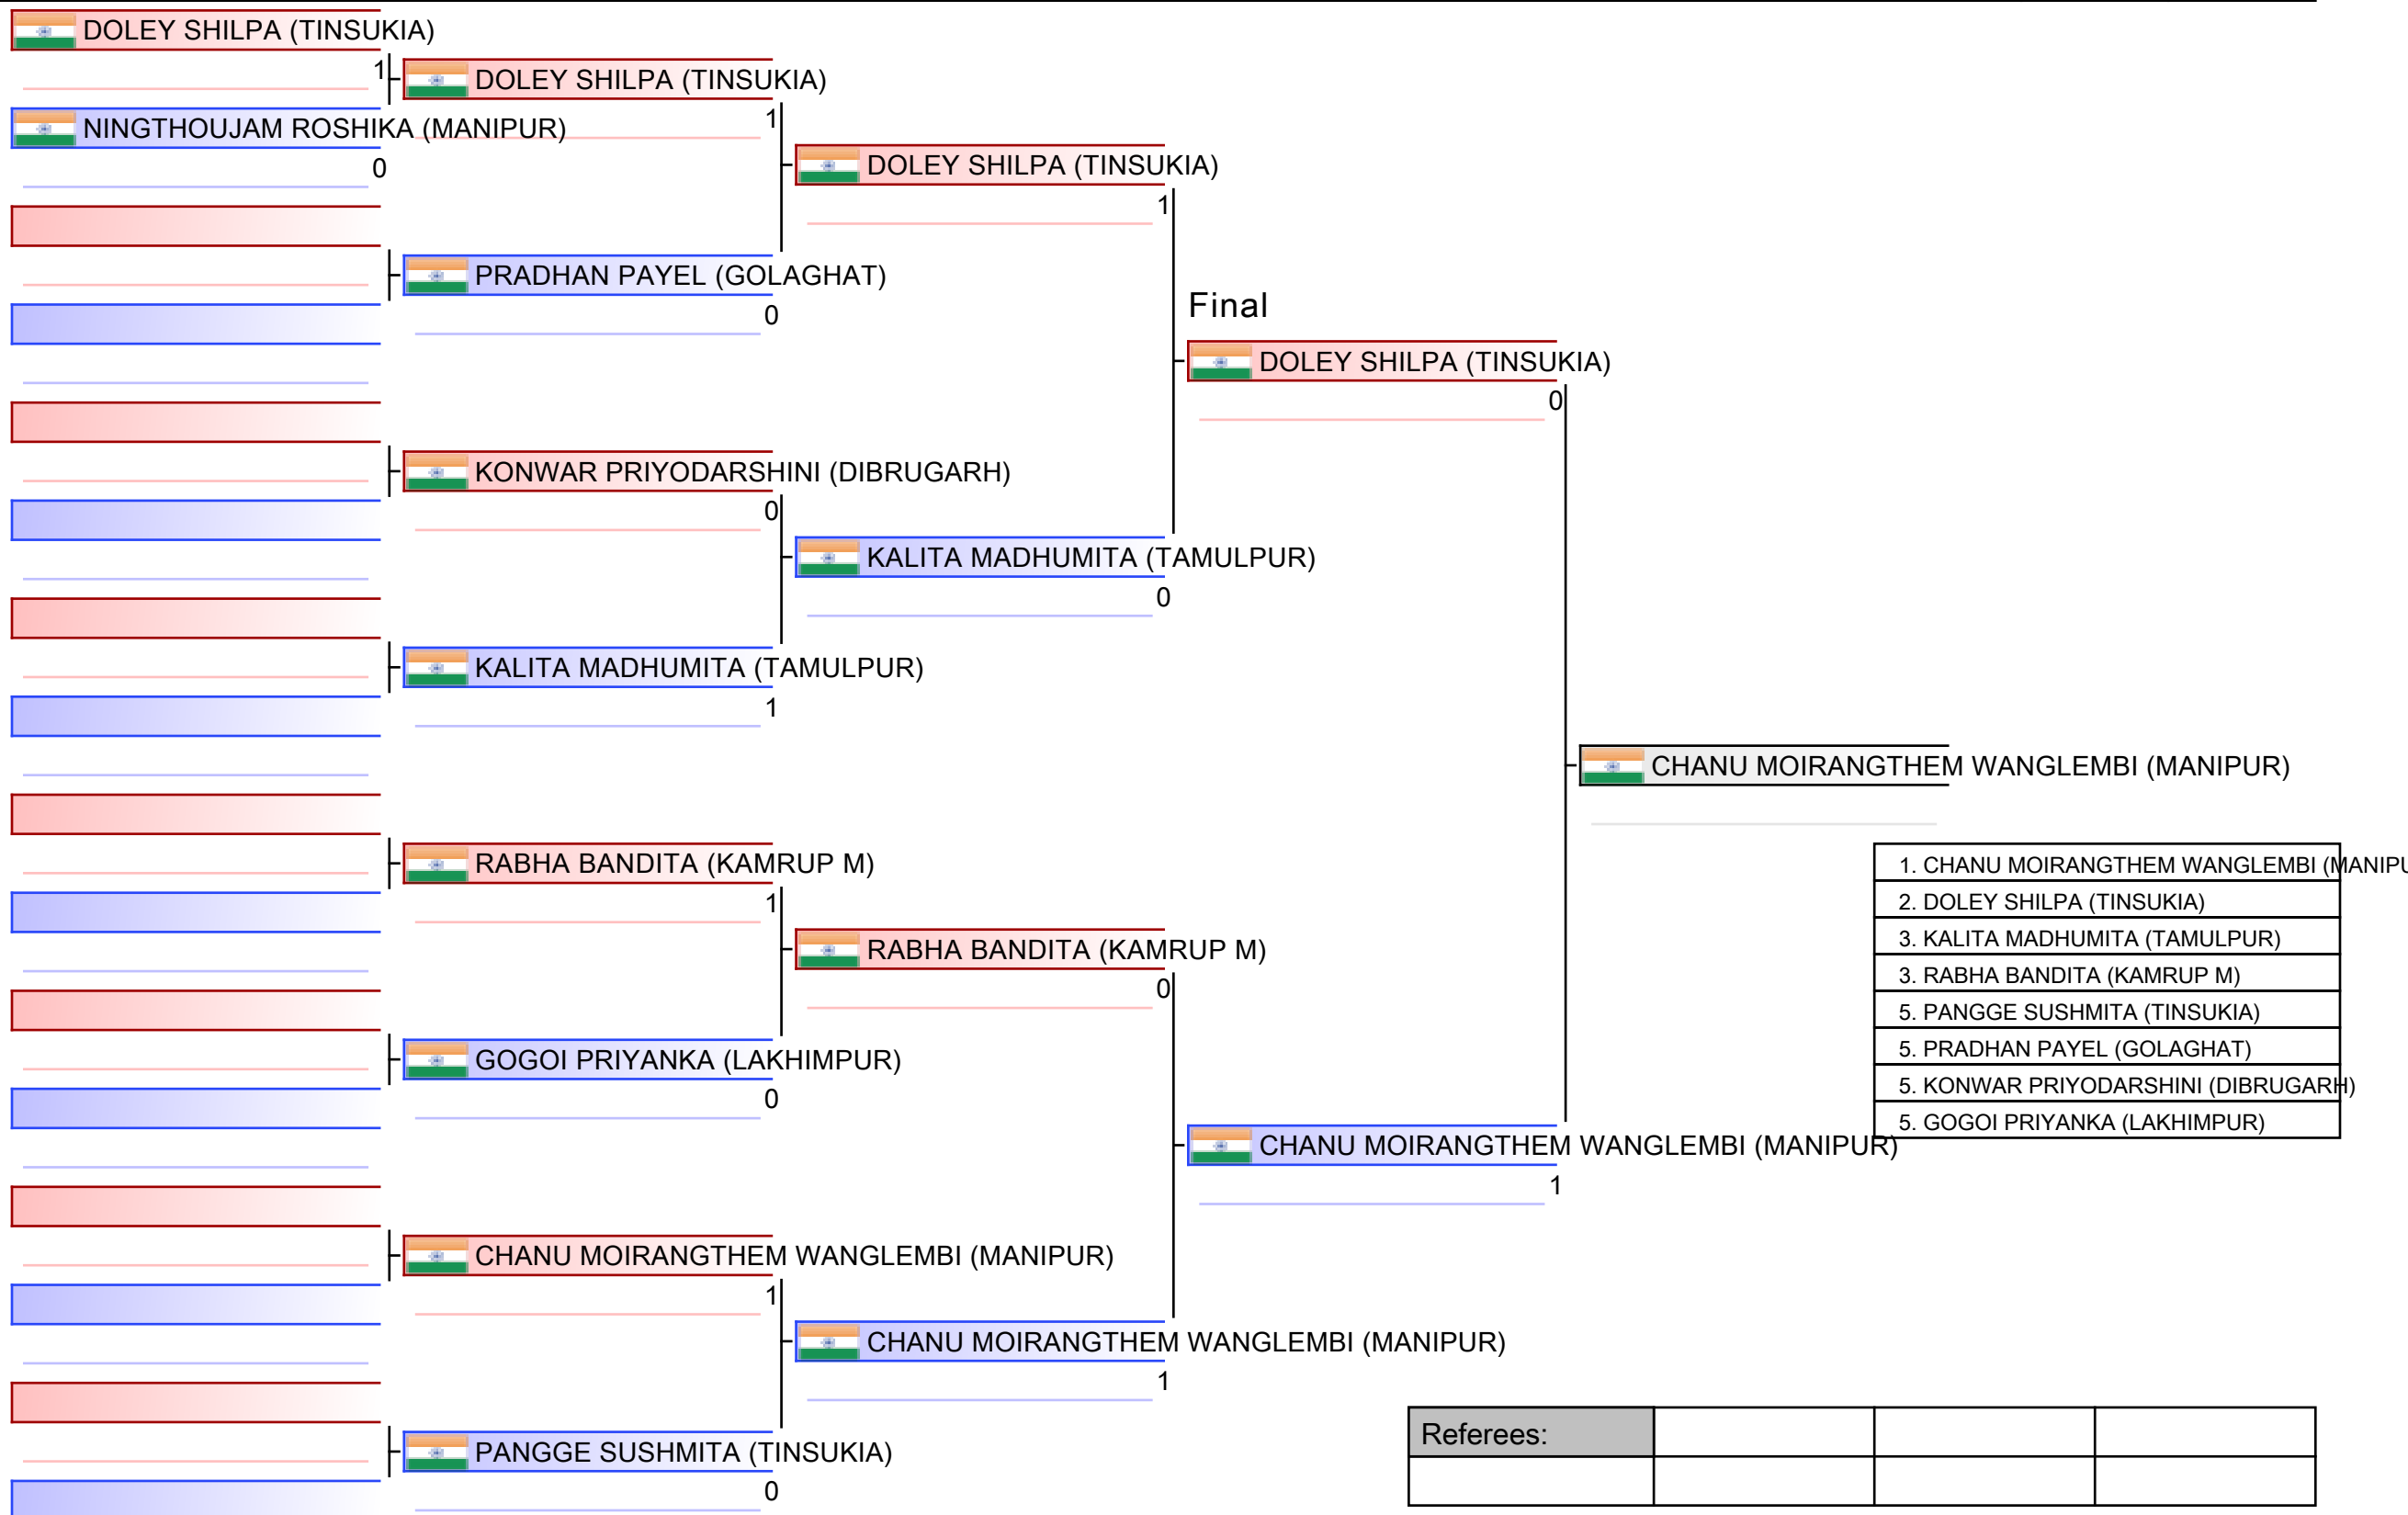 DOLEY SHILPA (TINSUKIA)
1
NINGTHOUJAM ROSHIKA (MANIPUR)
0
DOLEY SHILPA (TINSUKIA)
1
PRADHAN PAYEL (GOLAGHAT)
0
KONWAR PRIYODARSHINI (DIBRUGARH)
0
KALITA MADHUMITA (TAMULPUR)
1
RABHA BANDITA (KAMRUP M)
1
GOGOI PRIYANKA (LAKHIMPUR)
0
CHANU MOIRANGTHEM WANGLEMBI (MANIPUR)
1
PANGGE SUSHMITA (TINSUKIA)
0
DOLEY SHILPA (TINSUKIA)
1
KALITA MADHUMITA (TAMULPUR)
0
RABHA BANDITA (KAMRUP M)
0
CHANU MOIRANGTHEM WANGLEMBI (MANIPUR)
1
Final
DOLEY SHILPA (TINSUKIA)
0
CHANU MOIRANGTHEM WANGLEMBI (MANIPUR)
1
CHANU MOIRANGTHEM WANGLEMBI (MANIPUR)
1. CHANU MOIRANGTHEM WANGLEMBI (MANIPU
2. DOLEY SHILPA (TINSUKIA)
3. KALITA MADHUMITA (TAMULPUR)
3. RABHA BANDITA (KAMRUP M)
5. PANGGE SUSHMITA (TINSUKIA)
5. PRADHAN PAYEL (GOLAGHAT)
5. KONWAR PRIYODARSHINI (DIBRUGARH)
5. GOGOI PRIYANKA (LAKHIMPUR)
Referees: